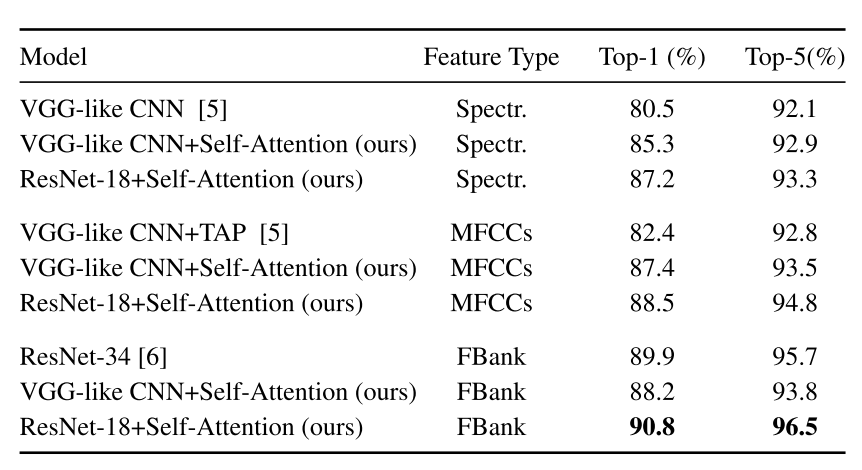 Model Feature Type Top-1 (%) Top-5(%)
VGG-like CNN [5] Spectr. 80.5 92.1
VGG-like CNN+Self-Attention (ours) Spectr. 85.3 92.9
ResNet-18+Self-Attention (ours) Spectr. 87.2 93.3
VGG-like CNN+TAP [5] MFCCs 82.4 92.8
VGG-like CNN+Self-Attention (ours) MFCCs 87.4 93.5
ResNet-18+Self-Attention (ours) MFCCs 88.5 94.8
ResNet-34 [6] FBank 89.9 95.7
VGG-like CNN+Self-Attention (ours) FBank 88.2 93.8
ResNet-18+Self-Attention (ours) FBank 90.8 96.5